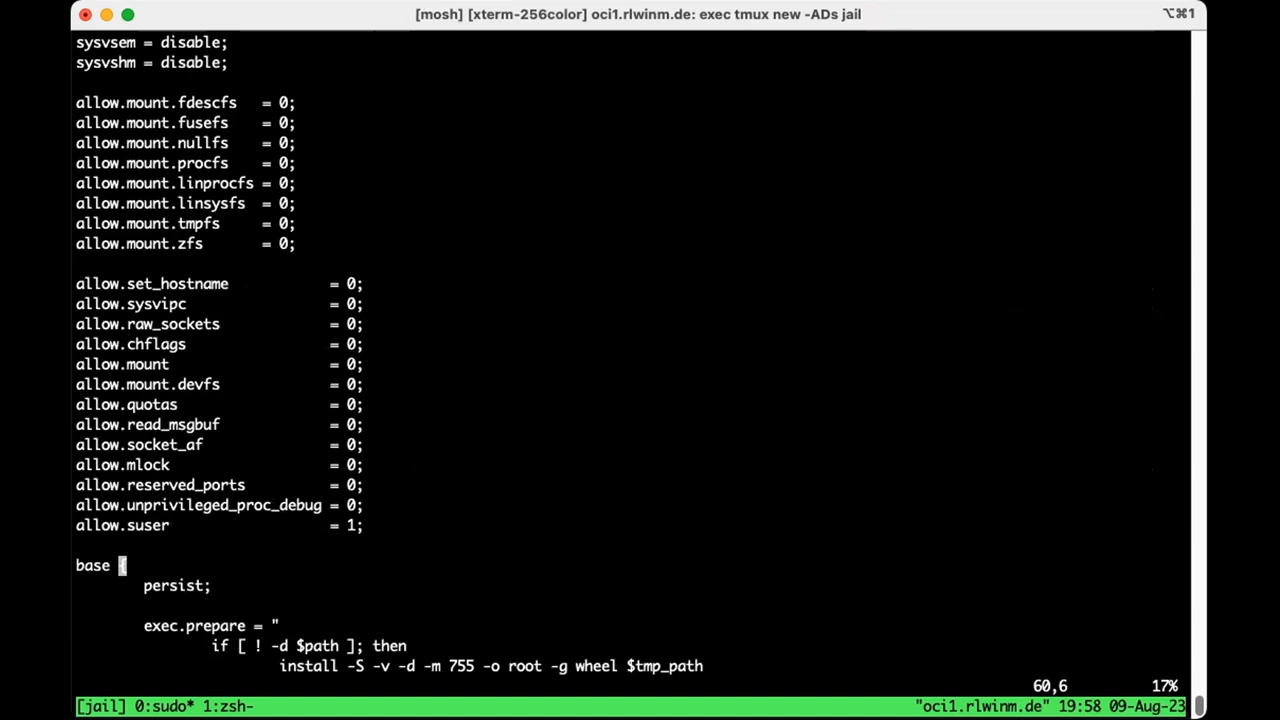 [mosh] [xterm-256color] oci1.rlwinm.de: exec tmux new -ADs jail
⌥⌘1
sysvsem = disable;
sysvshm = disable;
allow.mount.fdescfs   = 0;
allow.mount.fusefs    = 0;
allow.mount.nullfs    = 0;
allow.mount.procfs    = 0;
allow.mount.linprocfs = 0;
allow.mount.linsysfs  = 0;
allow.mount.tmpfs     = 0;
allow.mount.zfs       = 0;
allow.set_hostname            = 0;
allow.sysvipc                 = 0;
allow.raw_sockets             = 0;
allow.chflags                 = 0;
allow.mount                   = 0;
allow.mount.devfs             = 0;
allow.quotas                  = 0;
allow.read_msgbuf             = 0;
allow.socket_af               = 0;
allow.mlock                   = 0;
allow.reserved_ports          = 0;
allow.unprivileged_proc_debug = 0;
allow.suser                   = 1;
base {
        persist;
        exec.prepare = "
                if [ ! -d $path ]; then
                        install -S -v -d -m 755 -o root -g wheel $tmp_path
60,6          17%
[jail] 0:sudo* 1:zsh-          "oci1.rlwinm.de" 19:58 09-Aug-23